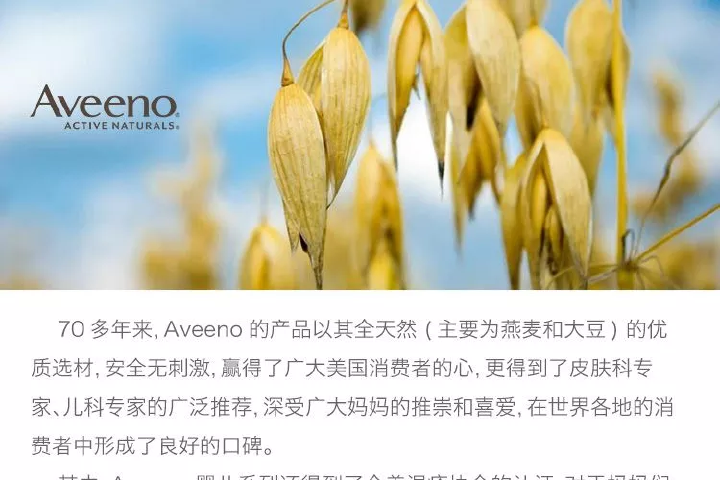 Aveeno®
ACTIVE NATURALS®
70 多年来, Aveeno 的产品以其全天然 ( 主要为燕麦和大豆 ) 的优
质选材, 安全无刺激, 赢得了广大美国消费者的心, 更得到了皮肤科专
家、儿科专家的广泛推荐, 深受广大妈妈的推崇和喜爱, 在世界各地的消
费者中形成了良好的口碑。